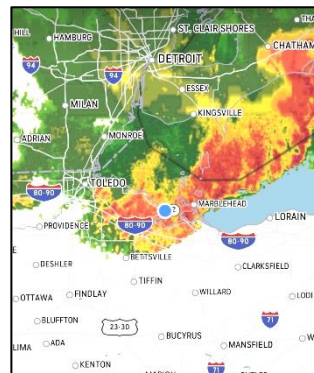 THA
HILL
HAMBURG
ST. CLAIR SHORES
CHATHAM
DETROIT
94
94
ESSEX
MILAN
KINGSVILLE
MONROE
ADRIAN
TOLEDO
80-90
MARBLEHEAD
80-90
LORAIN
PROVIDENCE
80-90
BETTSVILLE
DESHLER
CLARKSFIELD
TIFFIN
OTTAWA
FINDLAY
WILLARD
LODI
BLUFFTON
23-30
71
BUCYRUS
LIMA
ADA
MANSFIELD
W
KENTON
71